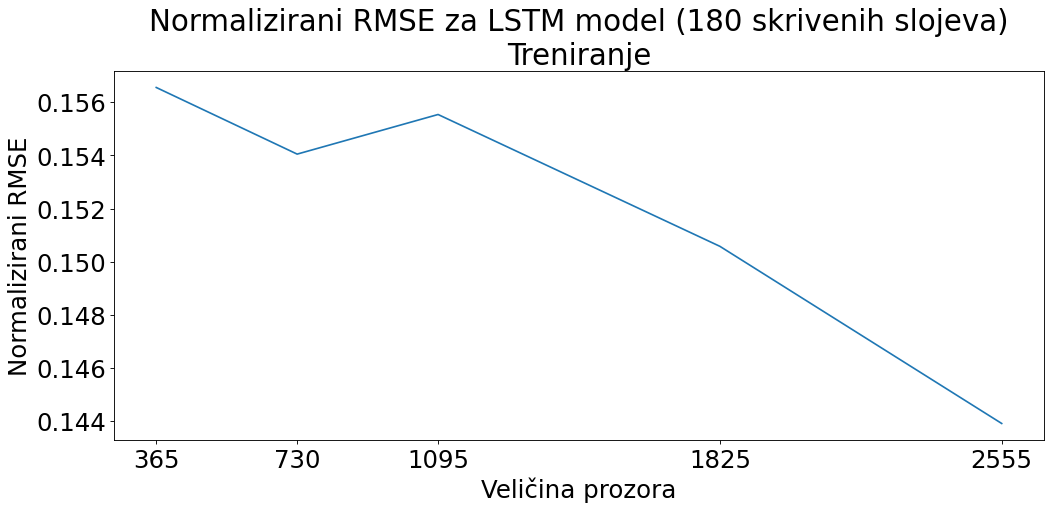 Normalizirani RMSE za LSTM model (180 skrivenih slojeva)
Treniranje
Normalizirani RMSE
0.156
0.154
0.152
0.150
0.148
0.146
0.144
365 730 1095 1825 2555
Veličina prozora